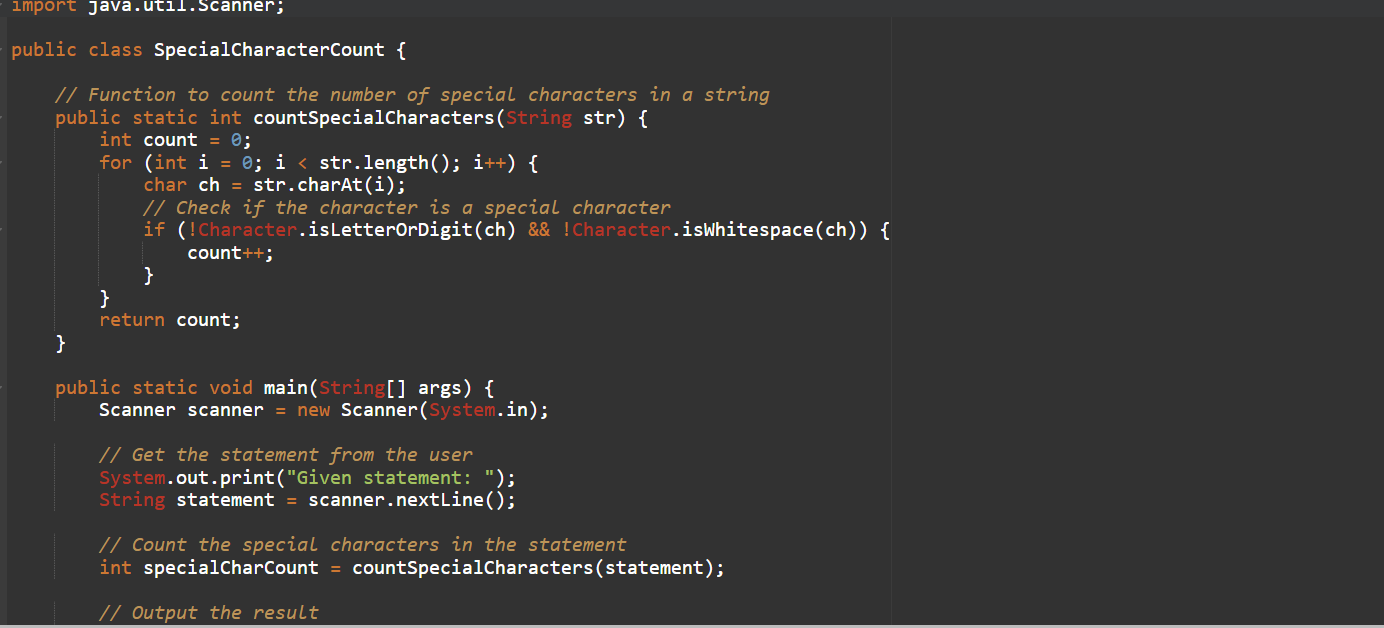 import java.util.Scanner;
public class SpecialCharacterCount {
// Function to count the number of special characters in a string
public static int countSpecialCharacters(String str) {
int count = 0;
for (int i = 0; i < str.length(); i++) {
char ch = str.charAt(i);
// Check if the character is a special character
if (!Character.isLetterOrDigit(ch) && !Character.isWhitespace(ch)) {
count++;
}
}
return count;
}
public static void main(String[] args) {
Scanner scanner = new Scanner(System.in);
// Get the statement from the user
System.out.print("Given statement: ");
String statement = scanner.nextLine();
// Count the special characters in the statement
int specialCharCount = countSpecialCharacters(statement);
// Output the result